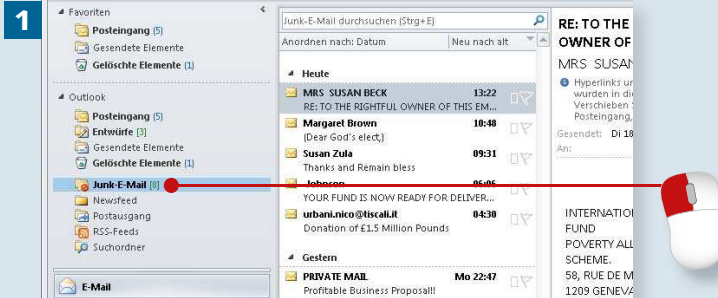 1
Favoriten
Posteingang (5)
Gesendete Elemente
Gelöschte Elemente (1)
Outlook
Posteingang (5)
Entwürfe [3]
Gesendete Elemente
Gelöschte Elemente (1)
Junk-E-Mail [8]
Newsfeed
Postausgang
RSS-Feeds
Suchordner
E-Mail
Junk-E-Mail durchsuchen (Strg+E)
Anordnen nach: Datum Neu nach alt
Heute
MRS SUSAN BECK 13:22
RE: TO THE RIGHTFUL OWNER OF THIS EM...
Margaret Brown 10:48
(Dear God's elect,)
Susan Zula 09:31
Thanks and Remain bless
Johnson 06:06
YOUR FUND IS NOW READY FOR DELIVER...
urbani.nico@tiscali.it 04:30
Donation of £1.5 Million Pounds
Gestern
PRIVATE MAIL Mo 22:47
Profitable Business Proposal!!
RE: TO THE
OWNER OF
MRS SUSAN
Hyperlinks un
wurden in die
Verschieben
Posteingang,
Gesendet: Di 18
An:
INTERNATIO
FUND
POVERTY ALL
SCHEME.
58, RUE DE M
1209 GENEVA